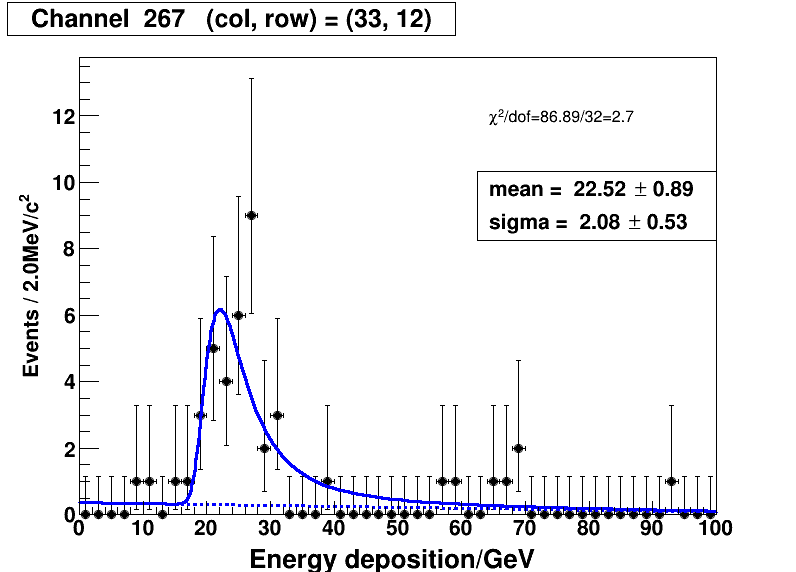 Channel  267   (col, row) = (33, 12)
χ²/dof=86.89/32=2.7
mean =  22.52 ± 0.89
sigma =  2.08 ± 0.53
Events / 2.0MeV/c²
12
10
8
6
4
2
0
0 10 20 30 40 50 60 70 80 90 100
Energy deposition/GeV